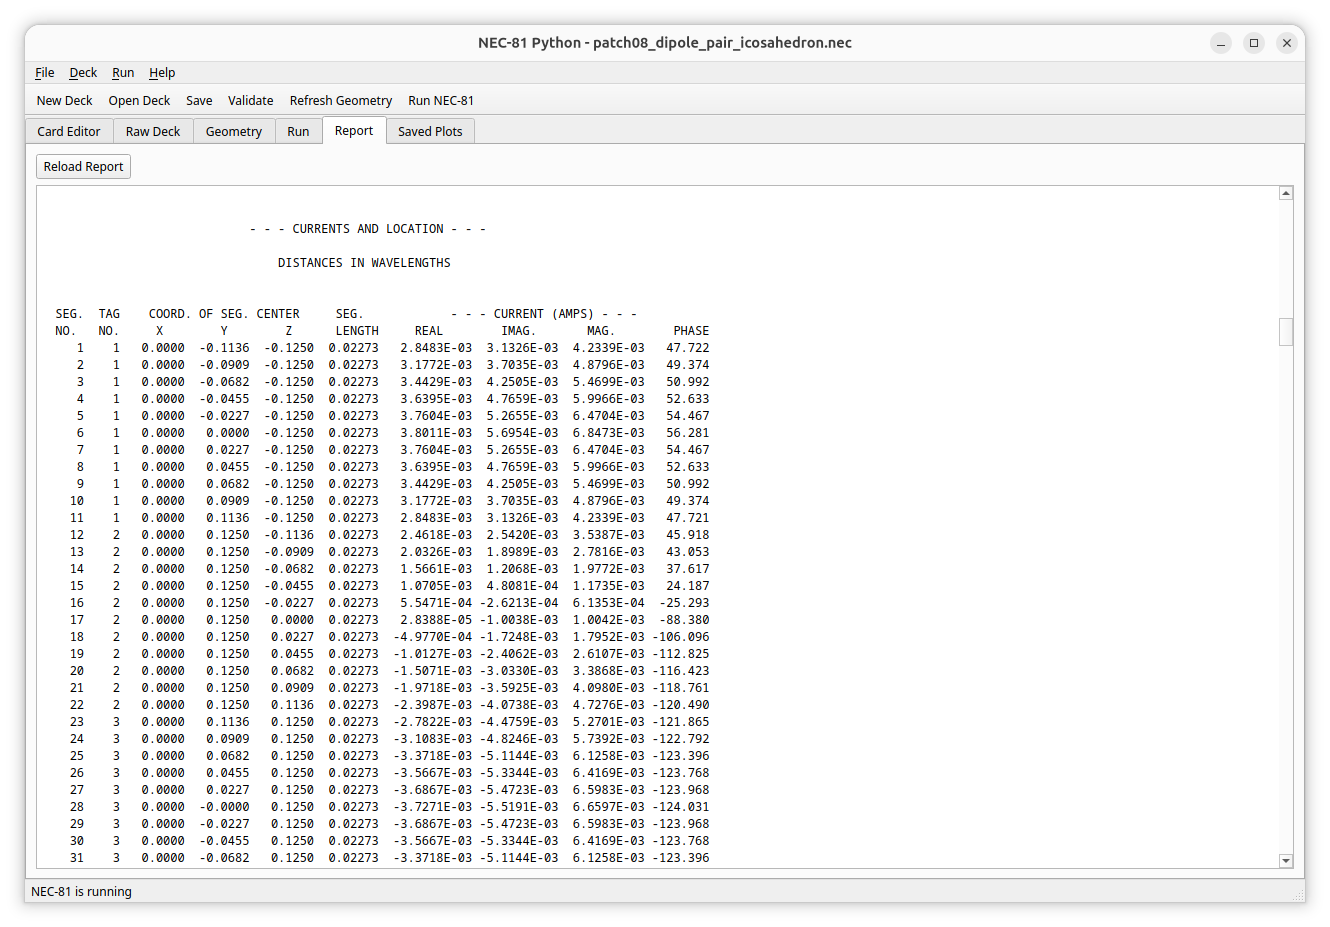 NEC-81 Python - patch08_dipole_pair_icosahedron.nec
File Deck Run Help
New Deck Open Deck Save Validate Refresh Geometry Run NEC-81
Card Editor Raw Deck Geometry Run Report Saved Plots
Reload Report
- - - CURRENTS AND LOCATION - - -
DISTANCES IN WAVELENGTHS
SEG. TAG COORD. OF SEG. CENTER SEG. - - - CURRENT (AMPS) - - -
NO. NO. X Y Z LENGTH REAL IMAG. MAG. PHASE
1 1 0.0000 -0.1136 -0.1250 0.02273 2.8483E-03 3.1326E-03 4.2339E-03 47.722
2 1 0.0000 -0.0909 -0.1250 0.02273 3.1772E-03 3.7035E-03 4.8796E-03 49.374
3 1 0.0000 -0.0682 -0.1250 0.02273 3.4429E-03 4.2505E-03 5.4699E-03 50.992
4 1 0.0000 -0.0455 -0.1250 0.02273 3.6395E-03 4.7659E-03 5.9966E-03 52.633
5 1 0.0000 -0.0227 -0.1250 0.02273 3.7604E-03 5.2655E-03 6.4704E-03 54.467
6 1 0.0000 0.0000 -0.1250 0.02273 3.8011E-03 5.6954E-03 6.8473E-03 56.281
7 1 0.0000 0.0227 -0.1250 0.02273 3.7604E-03 5.2655E-03 6.4704E-03 54.467
8 1 0.0000 0.0455 -0.1250 0.02273 3.6395E-03 4.7659E-03 5.9966E-03 52.633
9 1 0.0000 0.0682 -0.1250 0.02273 3.4429E-03 4.2505E-03 5.4699E-03 50.992
10 1 0.0000 0.0909 -0.1250 0.02273 3.1772E-03 3.7035E-03 4.8796E-03 49.374
11 1 0.0000 0.1136 -0.1250 0.02273 2.8483E-03 3.1326E-03 4.2339E-03 47.721
12 2 0.0000 0.1250 -0.1136 0.02273 2.4618E-03 2.5420E-03 3.5387E-03 45.918
13 2 0.0000 0.1250 -0.0909 0.02273 2.0326E-03 1.8989E-03 2.7816E-03 43.053
14 2 0.0000 0.1250 -0.0682 0.02273 1.5661E-03 1.2068E-03 1.9772E-03 37.617
15 2 0.0000 0.1250 -0.0455 0.02273 1.0705E-03 4.8081E-04 1.1735E-03 24.187
16 2 0.0000 0.1250 -0.0227 0.02273 5.5471E-04 -2.6213E-04 6.1353E-04 -25.293
17 2 0.0000 0.1250 0.0000 0.02273 2.8388E-05 -1.0038E-03 1.0042E-03 -88.380
18 2 0.0000 0.1250 0.0227 0.02273 -4.9770E-04 -1.7248E-03 1.7952E-03 -106.096
19 2 0.0000 0.1250 0.0455 0.02273 -1.0127E-03 -2.4062E-03 2.6107E-03 -112.825
20 2 0.0000 0.1250 0.0682 0.02273 -1.5071E-03 -3.0330E-03 3.3868E-03 -116.423
21 2 0.0000 0.1250 0.0909 0.02273 -1.9718E-03 -3.5925E-03 4.0980E-03 -118.761
22 2 0.0000 0.1250 0.1136 0.02273 -2.3987E-03 -4.0738E-03 4.7276E-03 -120.490
23 3 0.0000 0.1136 0.1250 0.02273 -2.7822E-03 -4.4759E-03 5.2701E-03 -121.865
24 3 0.0000 0.0909 0.1250 0.02273 -3.1083E-03 -4.8246E-03 5.7392E-03 -122.792
25 3 0.0000 0.0682 0.1250 0.02273 -3.3718E-03 -5.1144E-03 6.1258E-03 -123.396
26 3 0.0000 0.0455 0.1250 0.02273 -3.5667E-03 -5.3344E-03 6.4169E-03 -123.768
27 3 0.0000 0.0227 0.1250 0.02273 -3.6867E-03 -5.4723E-03 6.5983E-03 -123.968
28 3 0.0000 -0.0000 0.1250 0.02273 -3.7271E-03 -5.5191E-03 6.6597E-03 -124.031
29 3 0.0000 -0.0227 0.1250 0.02273 -3.6867E-03 -5.4723E-03 6.5983E-03 -123.968
30 3 0.0000 -0.0455 0.1250 0.02273 -3.5667E-03 -5.3344E-03 6.4169E-03 -123.768
31 3 0.0000 -0.0682 0.1250 0.02273 -3.3718E-03 -5.1144E-03 6.1258E-03 -123.396
NEC-81 is running